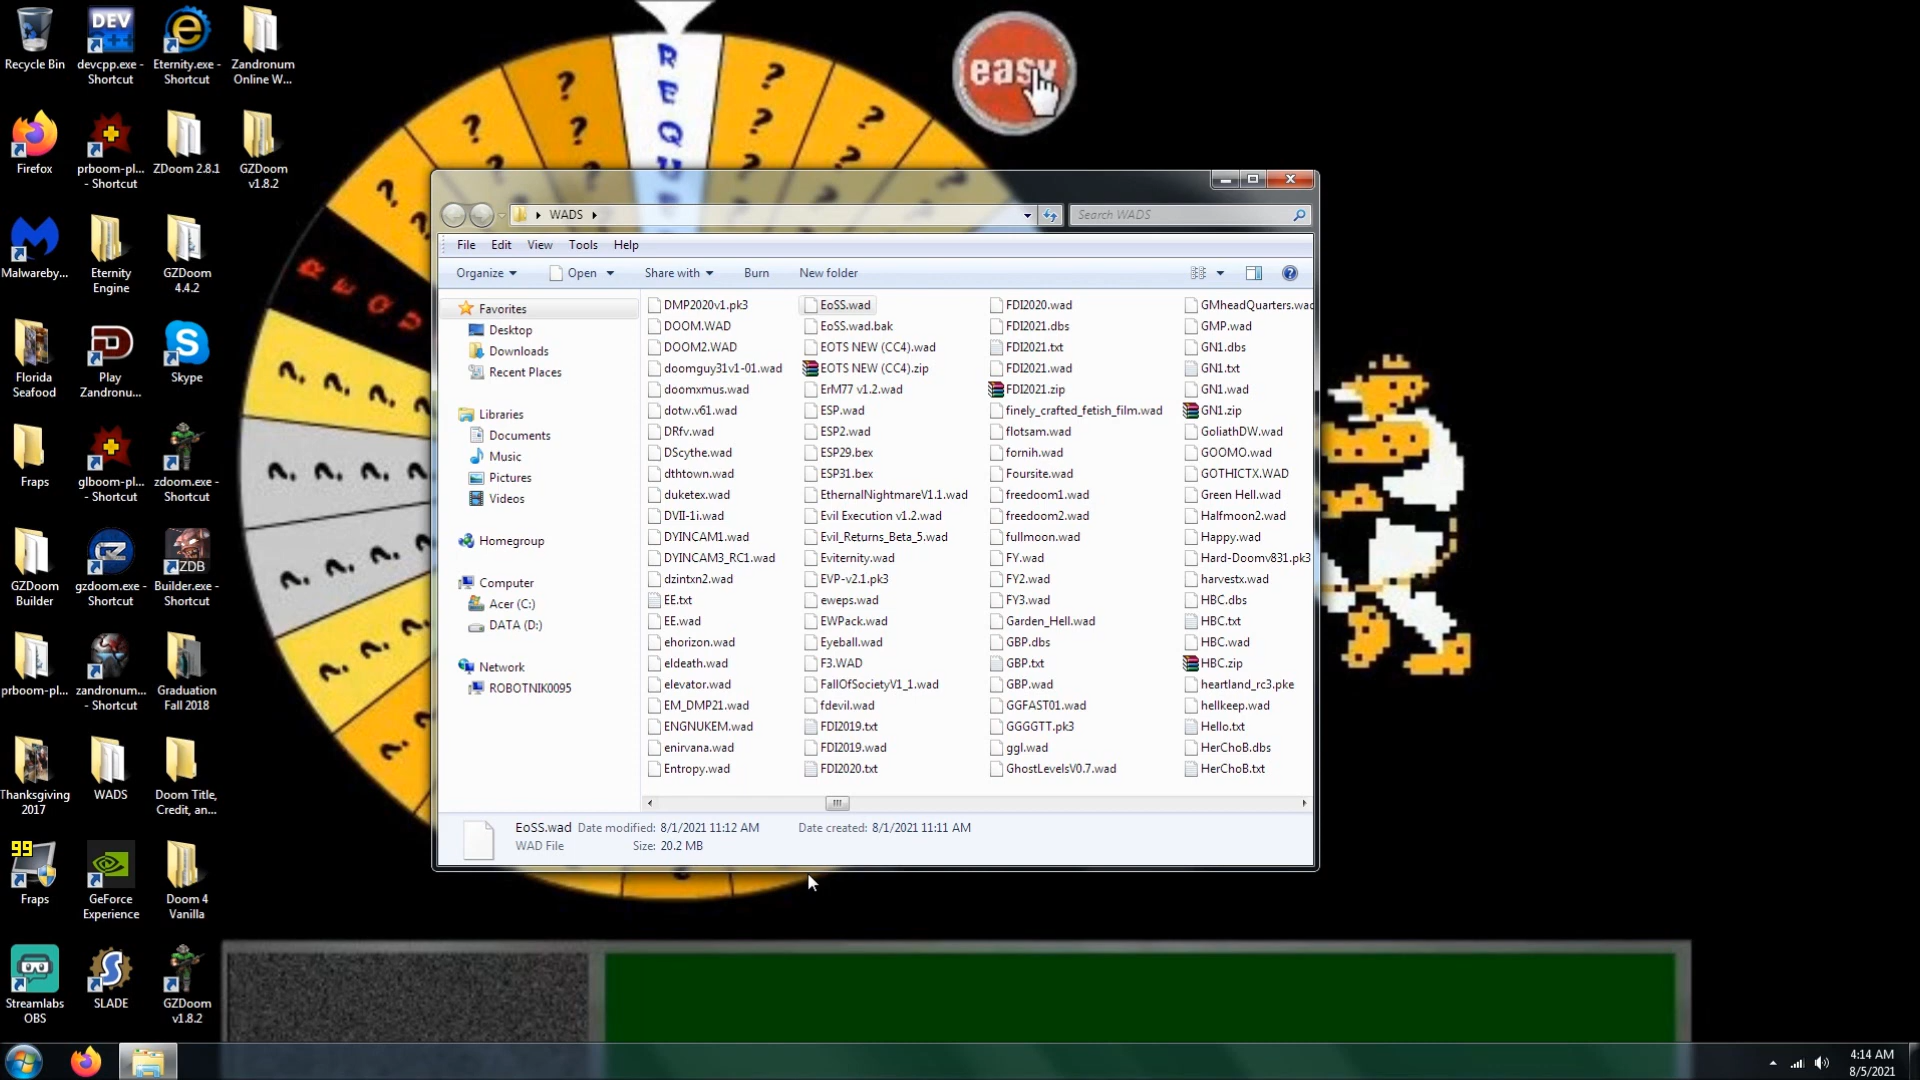 Recycle Bin
devcpp.exe -
Shortcut
Eternity.exe -
Shortcut
Zandronum
Online W...
Firefox
prboom-pl...
- Shortcut
ZDoom 2.8.1
GZDoom
v1.8.2
Malwareby...
Eternity
Engine
GZDoom
4.4.2
Florida
Seafood
Play
Zandronu...
Skype
Fraps
glboom-pl...
- Shortcut
zdoom.exe -
Shortcut
GZDoom
Builder
gzdoom.exe -
Shortcut
Builder.exe -
Shortcut
prboom-pl...
zandronum...
- Shortcut
Graduation
Fall 2018
Thanksgiving
2017
WADS
Doom Title,
Credit, an...
99
Fraps
GeForce
Experience
Doom 4
Vanilla
Streamlabs
OBS
SLADE
GZDoom
v1.8.2
DEV
ZDB
easy
WADS
Search WADS
File Edit View Tools Help
Organize Open Share with Burn New folder
Favorites
Desktop
Downloads
Recent Places
Libraries
Documents
Music
Pictures
Videos
Homegroup
Computer
Acer (C:)
DATA (D:)
Network
ROBOTNIK0095
DMP2020v1.pk3
DOOM.WAD
DOOM2.WAD
doomguy31v1-01.wad
doomxmus.wad
dotw.v61.wad
DRfv.wad
DScythe.wad
dthtown.wad
duketex.wad
DVII-1i.wad
DYINCAM1.wad
DYINCAM3_RC1.wad
dzintxn2.wad
EE.txt
EE.wad
ehorizon.wad
eldeath.wad
elevator.wad
EM_DMP21.wad
ENGNUKEM.wad
enirvana.wad
Entropy.wad
EoSS.wad
EoSS.wad.bak
EOTS NEW (CC4).wad
EOTS NEW (CC4).zip
ErM77 v1.2.wad
ESP.wad
ESP2.wad
ESP29.bex
ESP31.bex
EthernalNightmareV1.1.wad
Evil Execution v1.2.wad
Evil_Returns_Beta_5.wad
Eviternity.wad
EVP-v2.1.pk3
eweps.wad
EWPack.wad
Eyeball.wad
F3.WAD
FallOfSocietyV1_1.wad
fdevil.wad
FDI2019.txt
FDI2019.wad
FDI2020.txt
FDI2020.wad
FDI2021.dbs
FDI2021.txt
FDI2021.wad
FDI2021.zip
finely_crafted_fetish_film.wad
flotsam.wad
fornih.wad
Foursite.wad
freedoom1.wad
freedoom2.wad
fullmoon.wad
FY.wad
FY2.wad
FY3.wad
Garden_Hell.wad
GBP.dbs
GBP.txt
GBP.wad
GGFAST01.wad
GGGGTT.pk3
ggl.wad
GhostLevelsV0.7.wad
GMheadQuarters.wad
GMP.wad
GN1.dbs
GN1.txt
GN1.wad
GN1.zip
GoliathDW.wad
GOOMO.wad
GOTHICTX.WAD
Green Hell.wad
Halfmoon2.wad
Happy.wad
Hard-Doomv831.pk3
harvestx.wad
HBC.dbs
HBC.txt
HBC.wad
HBC.zip
heartland_rc3.pke
hellkeep.wad
Hello.txt
HerChoB.dbs
HerChoB.txt
EoSS.wad Date modified: 8/1/2021 11:12 AM Date created: 8/1/2021 11:11 AM
WAD File Size: 20.2 MB
4:14 AM
8/5/2021